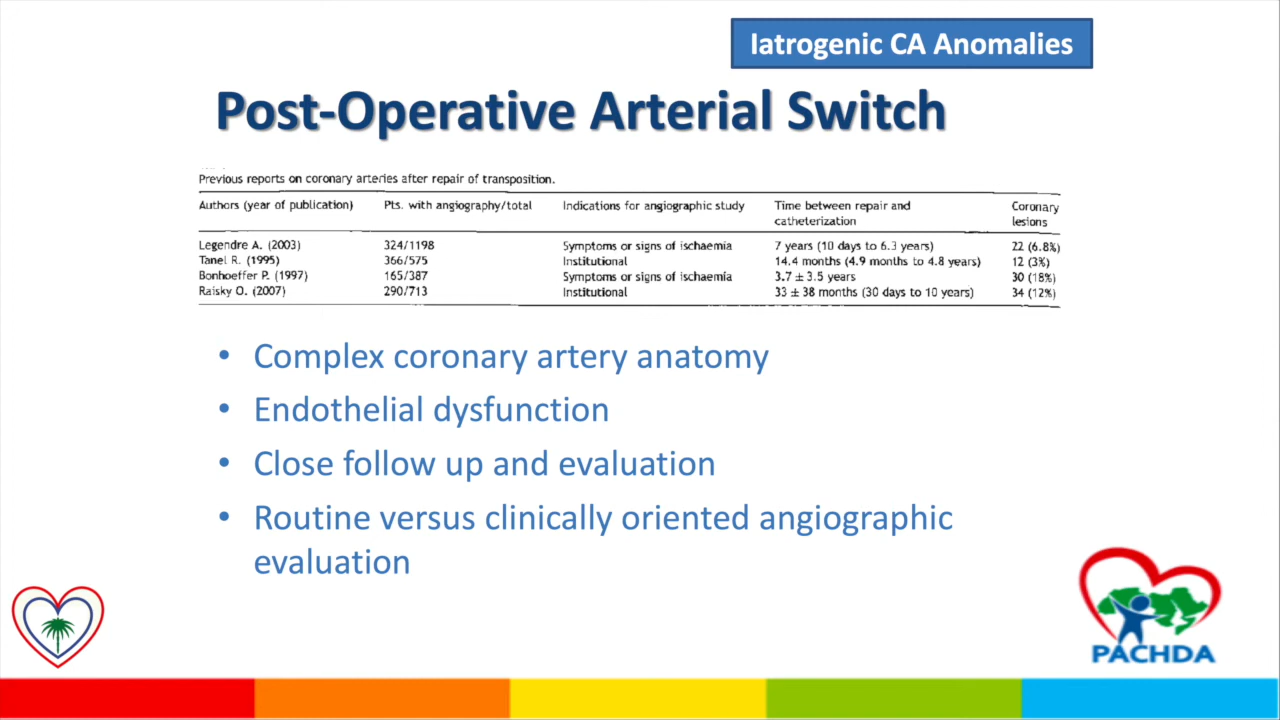 Iatrogenic CA Anomalies
Post-Operative Arterial Switch
Previous reports on coronary arteries after repair of transposition.
Authors (year of publication) Pts. with angiography/total Indications for angiographic study Time between repair and catheterization Coronary lesions
Legendre A. (2003) 324/1198 Symptoms or signs of ischaemia 7 years (10 days to 6.3 years) 22 (6.8%)
Tanel R. (1995) 366/575 Institutional 14.4 months (4.9 months to 4.8 years) 12 (3%)
Bonhoeffer P. (1997) 165/387 Symptoms or signs of ischaemia 3.7 ± 3.5 years 30 (18%)
Raisky O. (2007) 290/713 Institutional 33 ± 38 months (30 days to 10 years) 34 (12%)
• Complex coronary artery anatomy
• Endothelial dysfunction
• Close follow up and evaluation
• Routine versus clinically oriented angiographic
evaluation
PACHDA